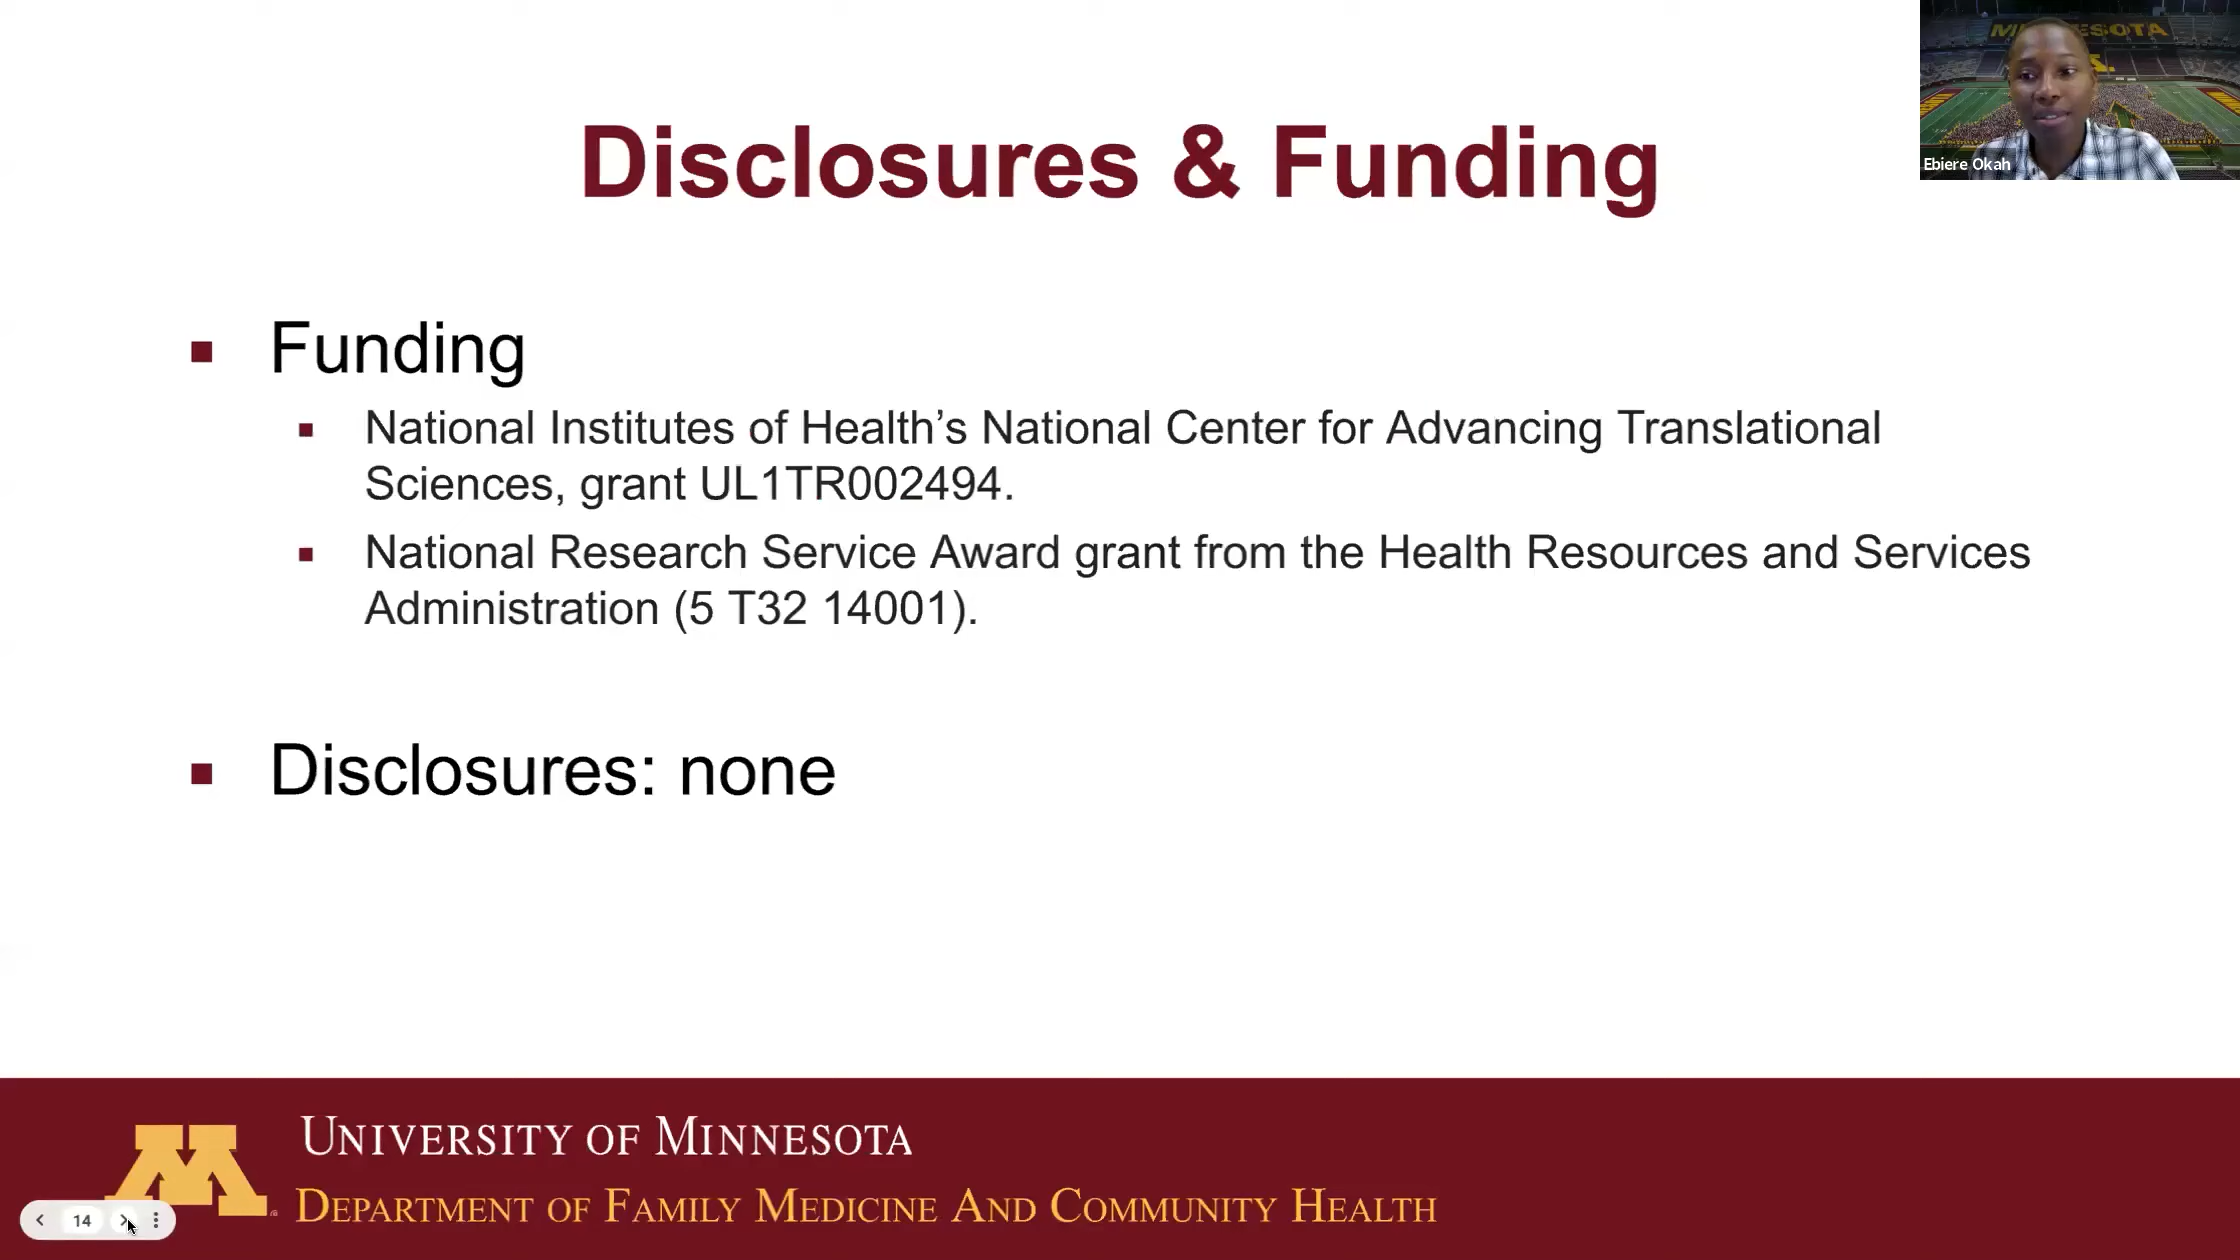 Disclosures & Funding
Funding
National Institutes of Health’s National Center for Advancing Translational
Sciences, grant UL1TR002494.
National Research Service Award grant from the Health Resources and Services
Administration (5 T32 14001).
Disclosures: none
Ebiere Okah
UNIVERSITY OF MINNESOTA
DEPARTMENT OF FAMILY MEDICINE AND COMMUNITY HEALTH
14